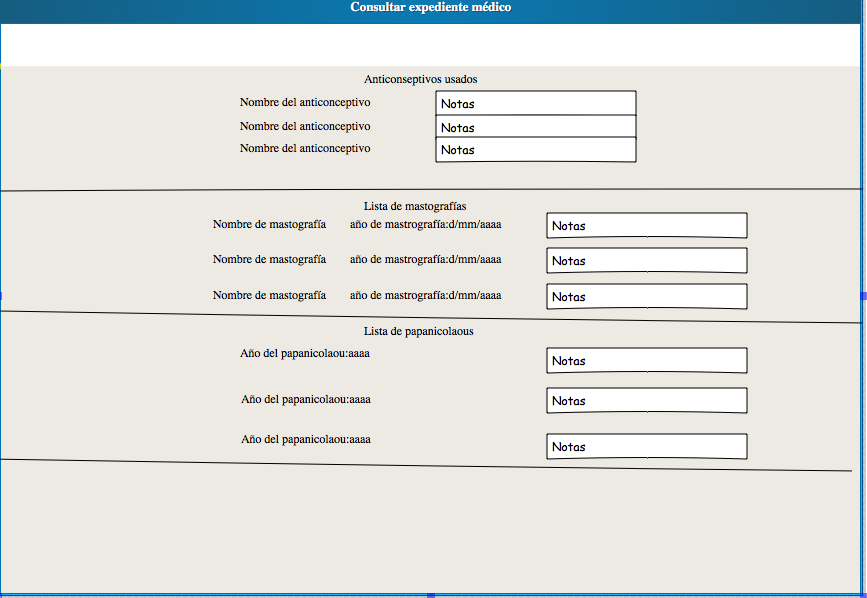 Consultar expediente médico
Anticonseptivos usados
Nombre del anticonceptivo Notas
Nombre del anticonceptivo Notas
Nombre del anticonceptivo Notas
Lista de mastografías
Nombre de mastografía año de mastrografía:d/mm/aaaa Notas
Nombre de mastografía año de mastrografía:d/mm/aaaa Notas
Nombre de mastografía año de mastrografía:d/mm/aaaa Notas
Lista de papanicolaous
Año del papanicolaou:aaaa Notas
Año del papanicolaou:aaaa Notas
Año del papanicolaou:aaaa Notas